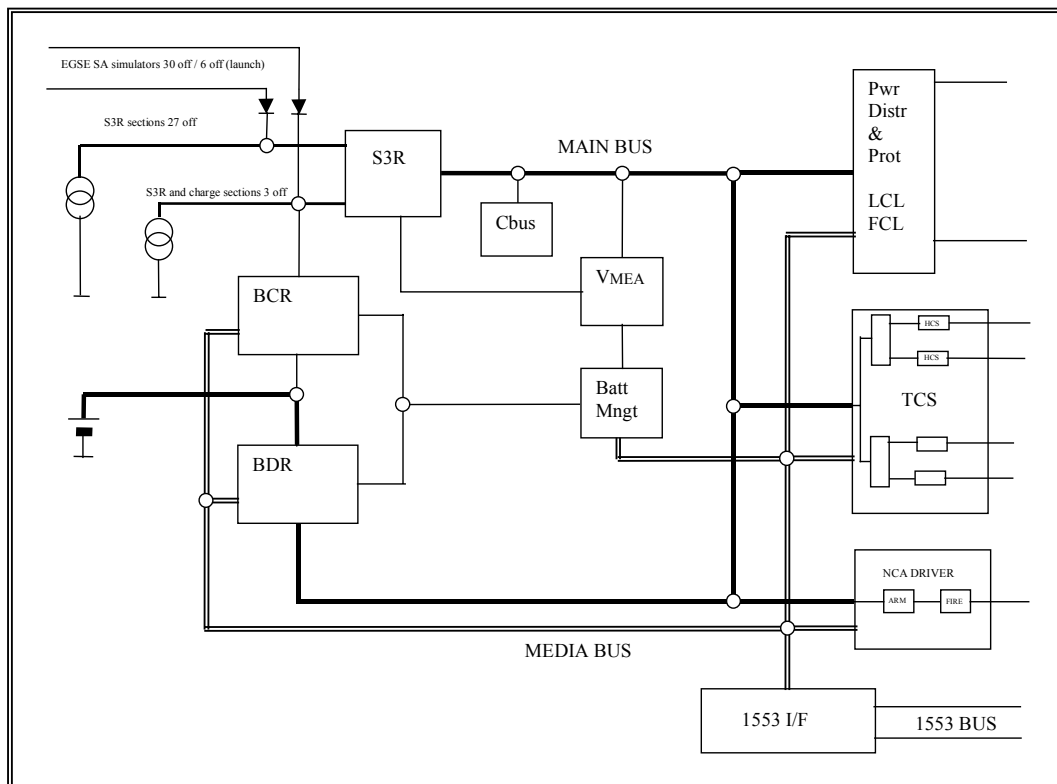 EGSE SA simulators 30 off / 6 off (launch)
S3R sections 27 off
S3R and charge sections 3 off
S3R
MAIN BUS
Cbus
VMEA
Pwr
Distr
&
Prot
LCL
FCL
BCR
Batt
Mngt
BDR
HCS
HCS
TCS
NCA DRIVER
ARM
FIRE
MEDIA BUS
1553 I/F
1553 BUS